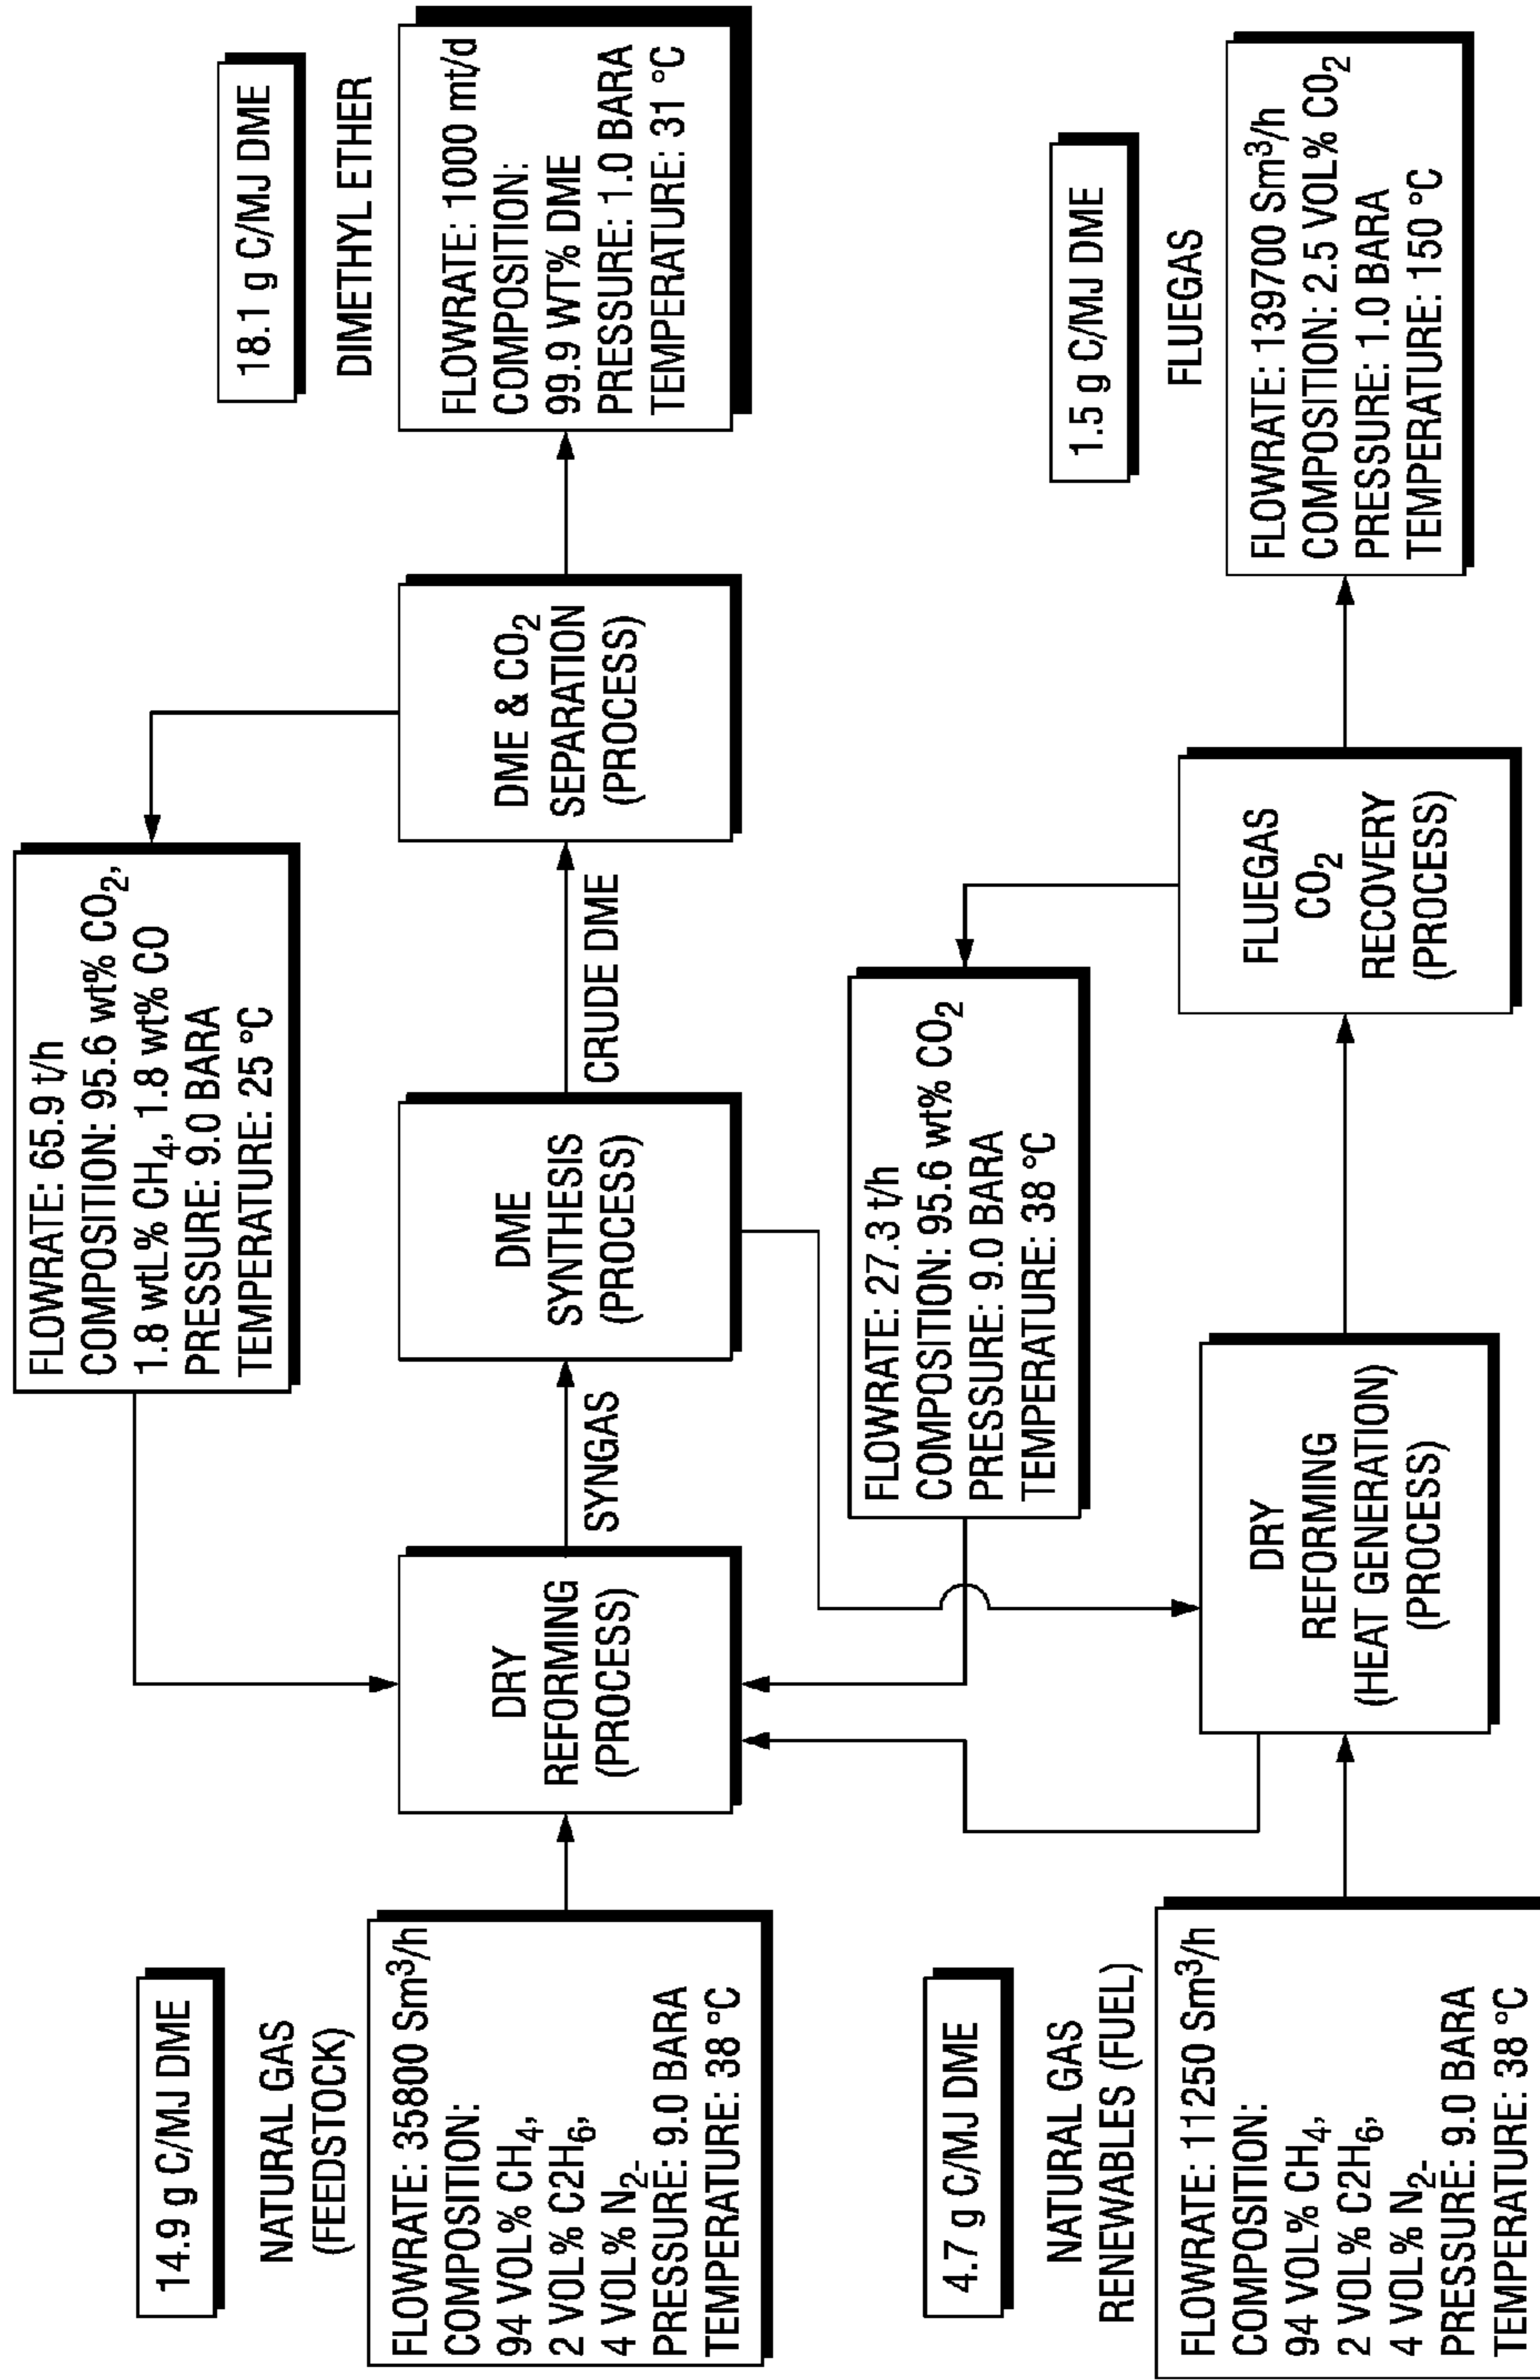 14.9 g C/MJ DME
NATURAL GAS
(FEEDSTOCK)
FLOWRATE: 35800 Sm³/h
COMPOSITION:
94 VOL% CH₄,
2 VOL% C2H₆,
4 VOL% N₂-
PRESSURE: 9.0 BARA
TEMPERATURE: 38 °C
DRY
REFORMING
(PROCESS)
SYNGAS
FLOWRATE: 65.9 t/h
COMPOSITION: 95.6 wt% CO₂,
1.8 wtL% CH₄, 1.8 wt% CO
PRESSURE: 9.0 BARA
TEMPERATURE: 25 °C
DME
SYNTHESIS
(PROCESS)
CRUDE DME
DME & CO₂
SEPARATION
(PROCESS)
18.1 g C/MJ DME
DIMETHYL ETHER
FLOWRATE: 1000 mt/d
COMPOSITION:
99.9 WT% DME
PRESSURE: 1.0 BARA
TEMPERATURE: 31 °C
4.7 g C/MJ DME
NATURAL GAS
RENEWABLES (FUEL)
FLOWRATE: 11250 Sm³/h
COMPOSITION:
94 VOL% CH₄,
2 VOL% C2H₆,
4 VOL% N₂-
PRESSURE: 9.0 BARA
TEMPERATURE: 38 °C
DRY
REFORMING
(HEAT GENERATION)
(PROCESS)
FLOWRATE: 27.3 t/h
COMPOSITION: 95.6 wt% CO₂
PRESSURE: 9.0 BARA
TEMPERATURE: 38 °C
FLUEGAS
CO₂
RECOVERY
(PROCESS)
1.5 g C/MJ DME
FLUEGAS
FLOWRATE: 139700 Sm³/h
COMPOSITION: 2.5 VOL% CO₂
PRESSURE: 1.0 BARA
TEMPERATURE: 150 °C